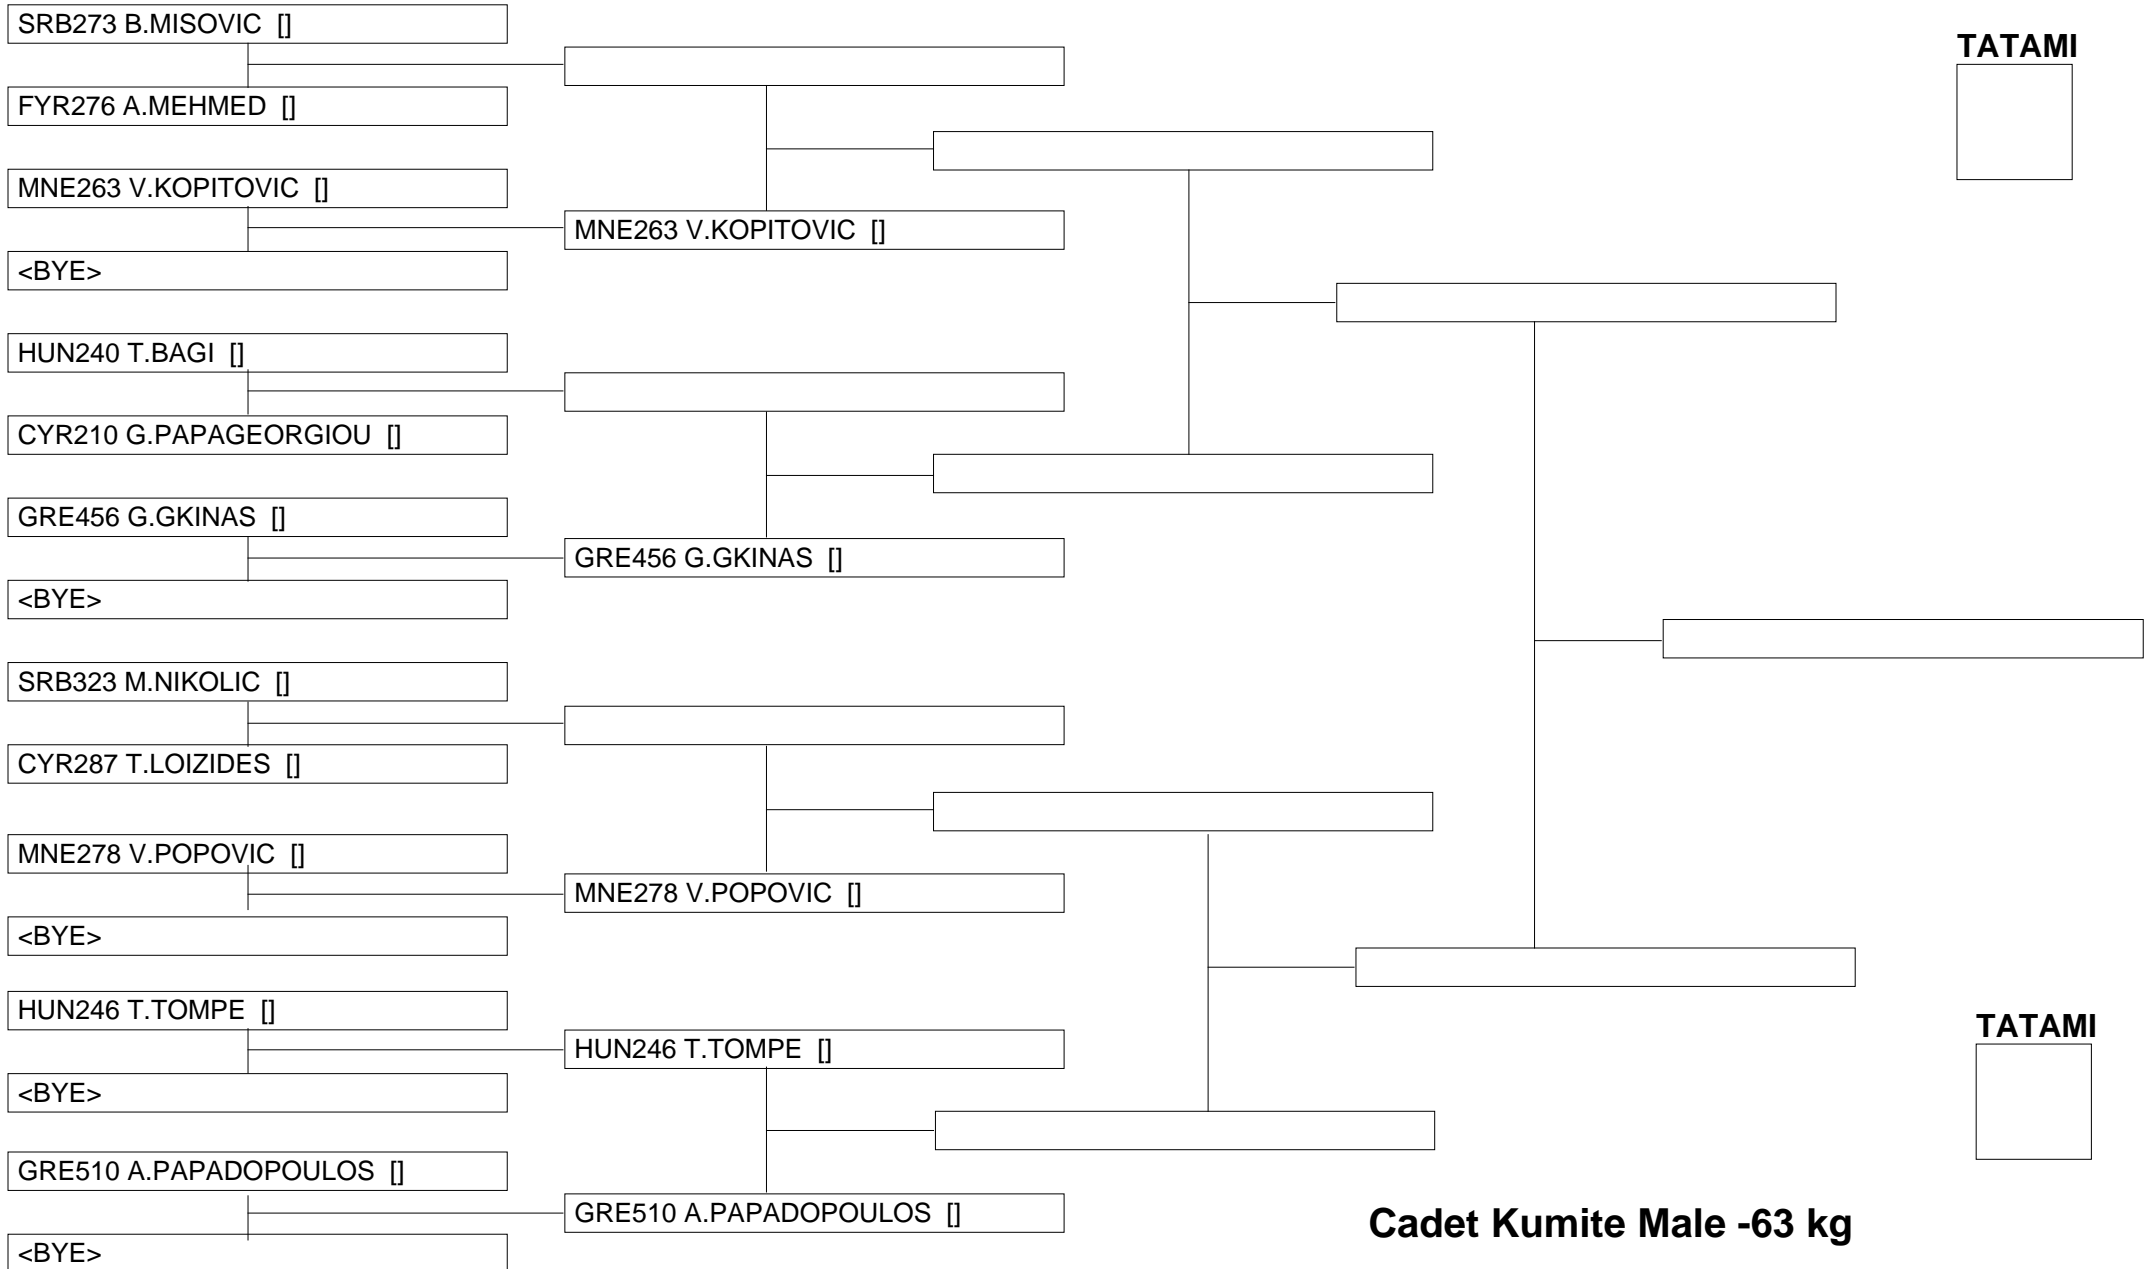 SRB273 B.MISOVIC []
TATAMI
FYR276 A.MEHMED []
MNE263 V.KOPITOVIC []
MNE263 V.KOPITOVIC []
<BYE>
HUN240 T.BAGI []
CYR210 G.PAPAGEORGIOU []
GRE456 G.GKINAS []
GRE456 G.GKINAS []
<BYE>
SRB323 M.NIKOLIC []
CYR287 T.LOIZIDES []
MNE278 V.POPOVIC []
MNE278 V.POPOVIC []
<BYE>
HUN246 T.TOMPE []
TATAMI
HUN246 T.TOMPE []
<BYE>
GRE510 A.PAPADOPOULOS []
GRE510 A.PAPADOPOULOS []
Cadet Kumite Male -63 kg
<BYE>